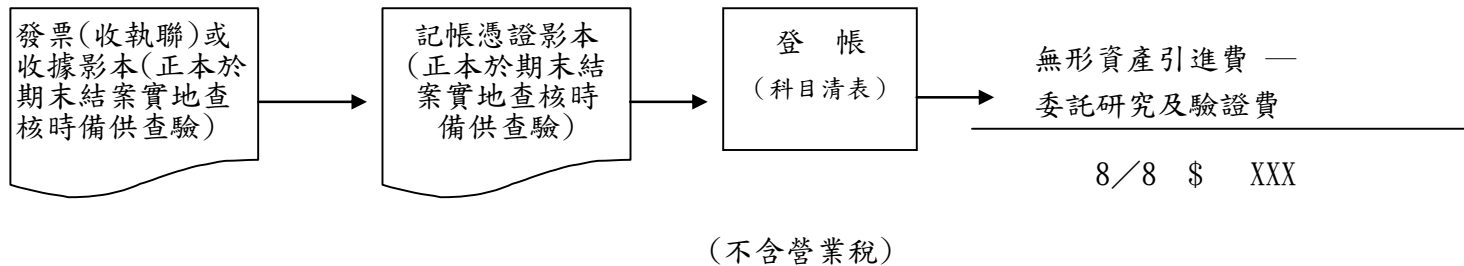 發票(收執聯)或
收據影本(正本於
期末結案實地查
核時備供查驗)
記帳憑證影本
(正本於期末結
案實地查核時
備供查驗)
登　帳
(科目清表)
無形資產引進費 —
委託研究及驗證費
8／8 $ XXX
(不含營業稅)